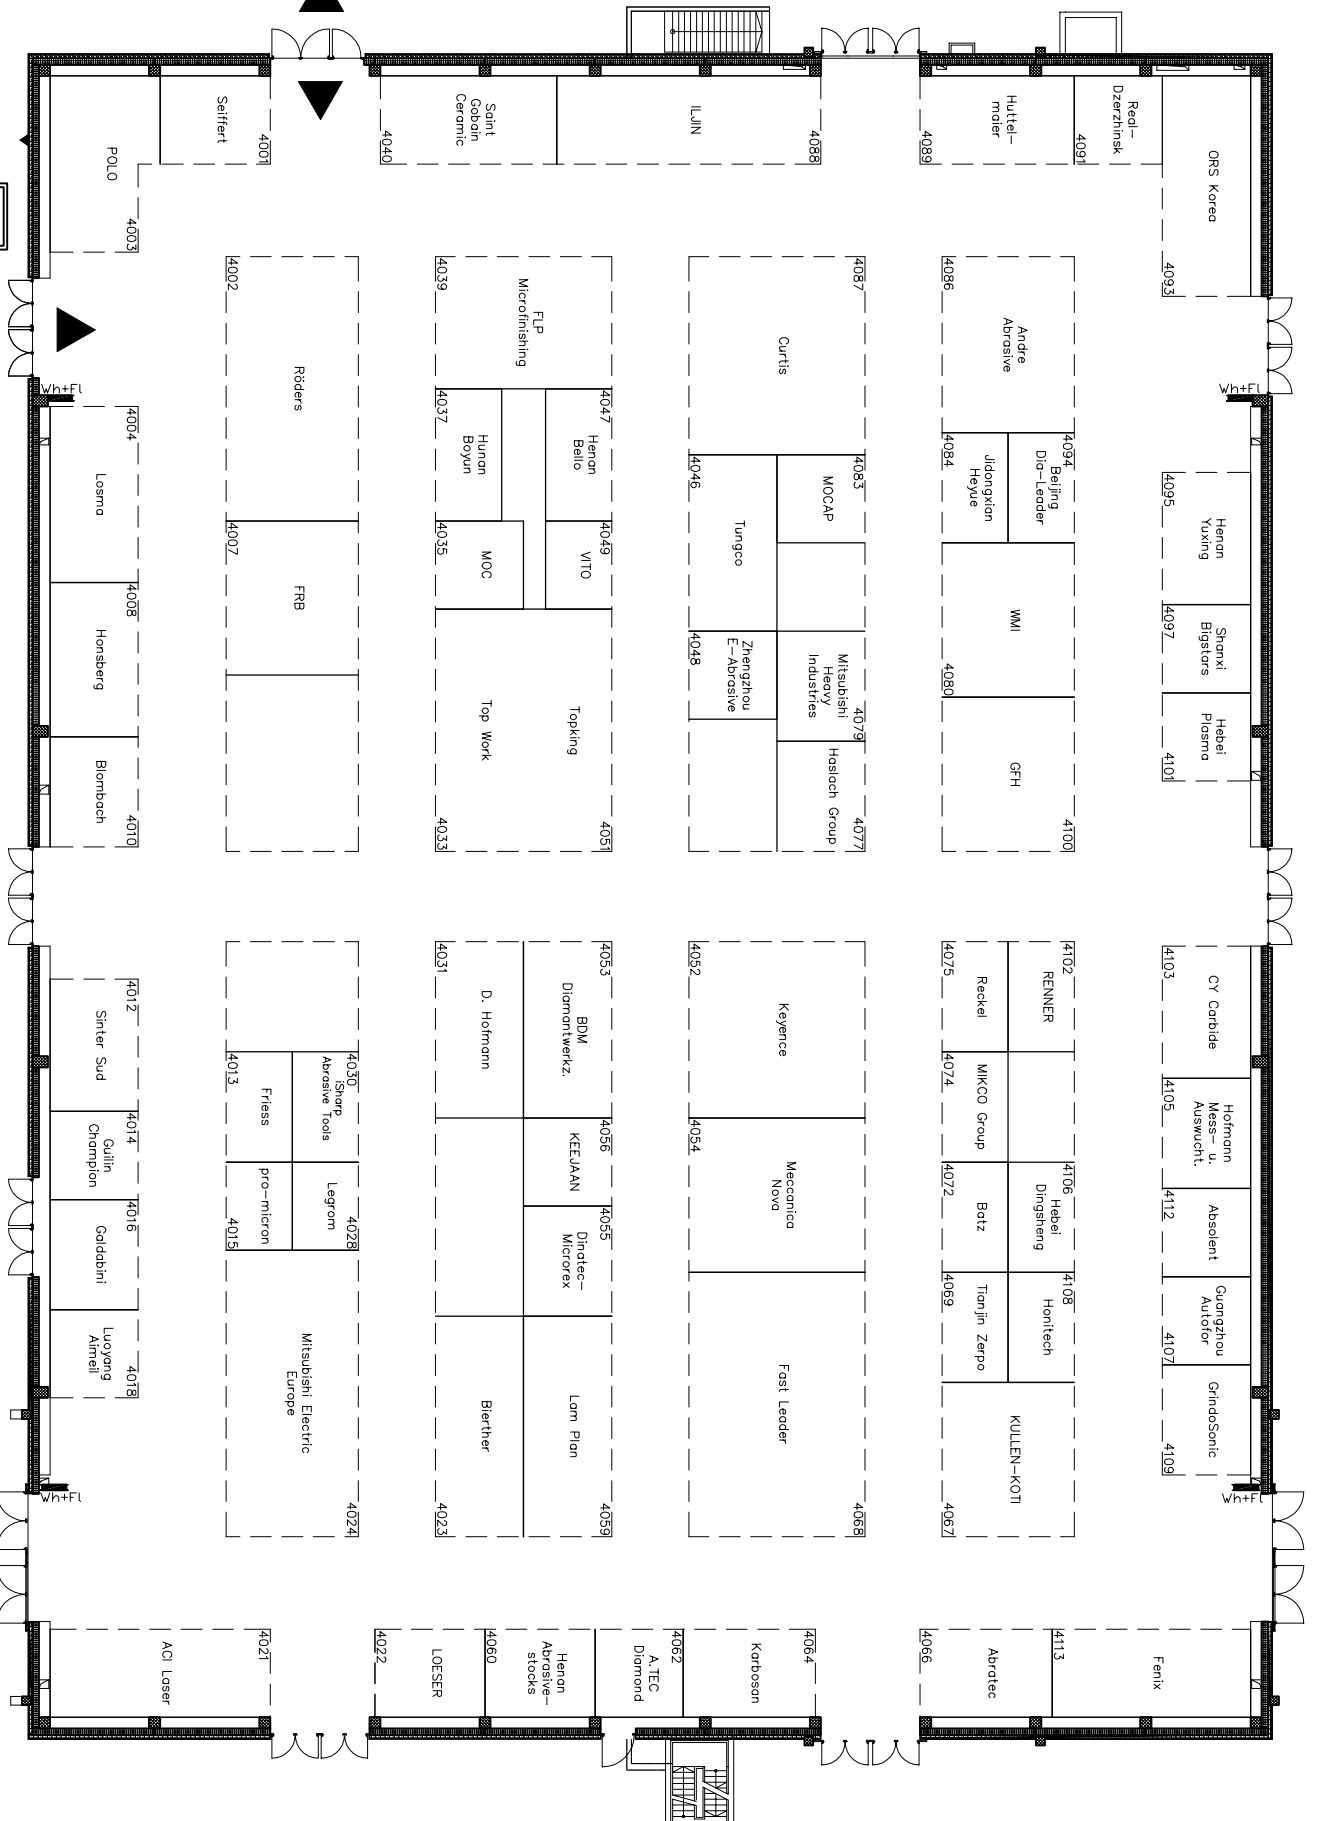 Seiffert
4001
POLO
4003
Saint
Gobain
Ceramic
4040
ILJIN
4088
Huttel-
maier
4089
Real-
Dzerzhinsk
4091
ORS Korea
4093
4002
Röders
4007
FRB
4039
FLP
Microfinishing
4037
Hunan
Boyun
4047
Henan
Bello
4035
MOC
4049
VITO
Top Work
4033
Topking
4051
4087
Curtis
4046
Tungco
4083
MOCAP
4048
Zhengzhou
E-Abrasive
Mitsubishi
Heavy
Industries
4079
Haslach Group
4077
4086
Andre
Abrasive
4084
Jidongxian
Heyue
4094
Beijing
Dia-Leader
WMI
4080
GFH
4100
Wh+Fl
4004
Losma
4008
Honsberg
Blombach
4010
Wh+Fl
4095
Henan
Yuxing
4097
Shanxi
Bigstars
Hebei
Plasma
4101
4012
Sinter Sud
4014
Guilin
Champion
4016
Galdabini
Luoyang
Aimeil
4018
Wh+Fl
4013
Friess
4030
iSharp
Abrasive Tools
pro-micron
4015
Legrom
4028
Mitsubishi Electric
Europe
4024
4031
D. Hofmann
4053
BDM
Diamantwerkz.
4056
KEEJAAN
4055
Dinatec-
Microrex
Bierther
4023
Lam Plan
4059
4052
Keyence
4054
Meccanica
Nova
Fast Leader
4068
4075
Reckel
4102
RENNER
4074
MIKCO Group
4072
Batz
4106
Hebei
Dingsheng
4069
Tianjin Zerpo
4108
Honitech
KULLEN-KOTI
4067
4103
CY Carbide
4105
Hofmann
Mess- u.
Auswucht.
4112
Absolent
Guangzhou
Autofor
4107
GrindoSonic
4109
Wh+Fl
4021
ACI Laser
4022
LOESER
4060
Henan
Abrasive-
stocks
4062
A.TEC
Diamond
4064
Karbosan
4066
Abratec
4113
Fenix